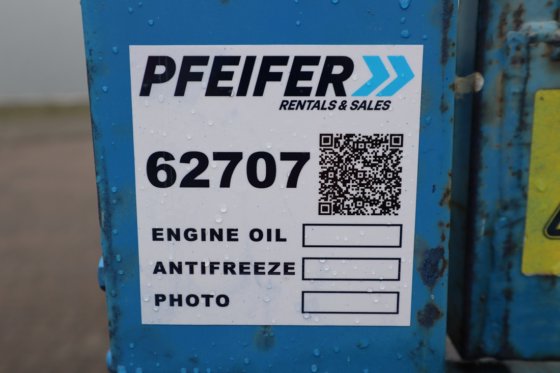 PFEIFER
RENTALS & SALES
62707
ENGINE OIL
ANTIFREEZE
PHOTO